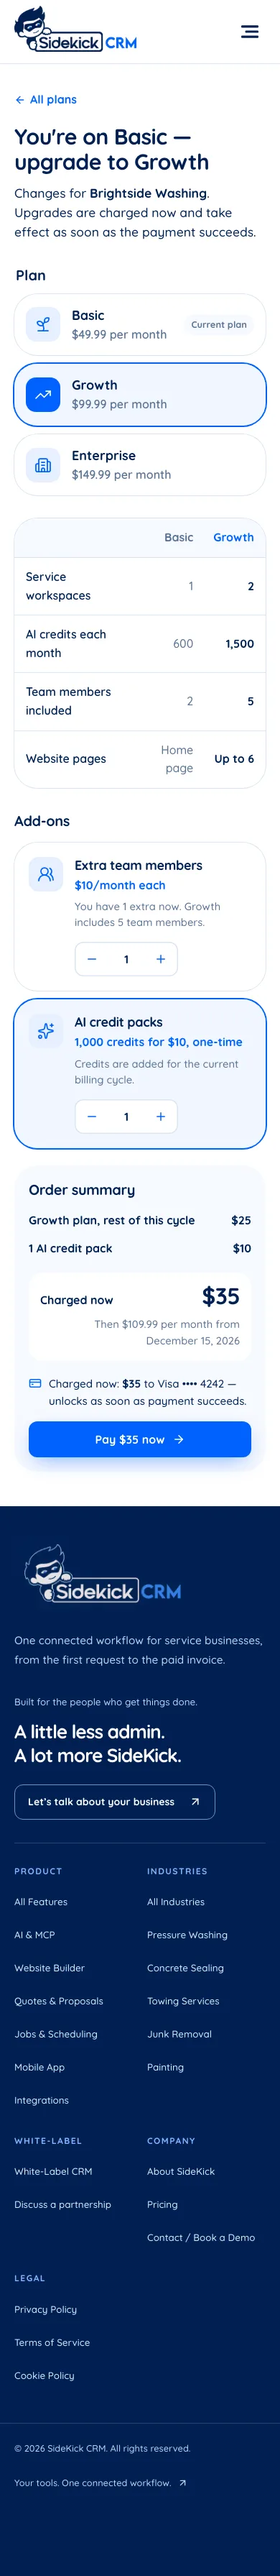 Sidekick CRM
← All plans
You're on Basic —
upgrade to Growth
Changes for Brightside Washing.
Upgrades are charged now and take
effect as soon as the payment succeeds.
Plan
Basic
$49.99 per month
Current plan
Growth
$99.99 per month
Enterprise
$149.99 per month
Basic Growth
Service
workspaces
1 2
AI credits each
month
600 1,500
Team members
included
2 5
Website pages
Home
page
Up to 6
Add-ons
Extra team members
$10/month each
You have 1 extra now. Growth
includes 5 team members.
− 1 +
AI credit packs
1,000 credits for $10, one-time
Credits are added for the current
billing cycle.
− 1 +
Order summary
Growth plan, rest of this cycle $25
1 AI credit pack $10
Charged now $35
Then $109.99 per month from
December 15, 2026
Charged now: $35 to Visa •••• 4242 —
unlocks as soon as payment succeeds.
Pay $35 now →
Sidekick CRM
One connected workflow for service businesses,
from the first request to the paid invoice.
Built for the people who get things done.
A little less admin.
A lot more SideKick.
Let's talk about your business ↗
PRODUCT
All Features
AI & MCP
Website Builder
Quotes & Proposals
Jobs & Scheduling
Mobile App
Integrations
INDUSTRIES
All Industries
Pressure Washing
Concrete Sealing
Towing Services
Junk Removal
Painting
WHITE-LABEL
White-Label CRM
Discuss a partnership
COMPANY
About SideKick
Pricing
Contact / Book a Demo
LEGAL
Privacy Policy
Terms of Service
Cookie Policy
© 2026 SideKick CRM. All rights reserved.
Your tools. One connected workflow. ↗